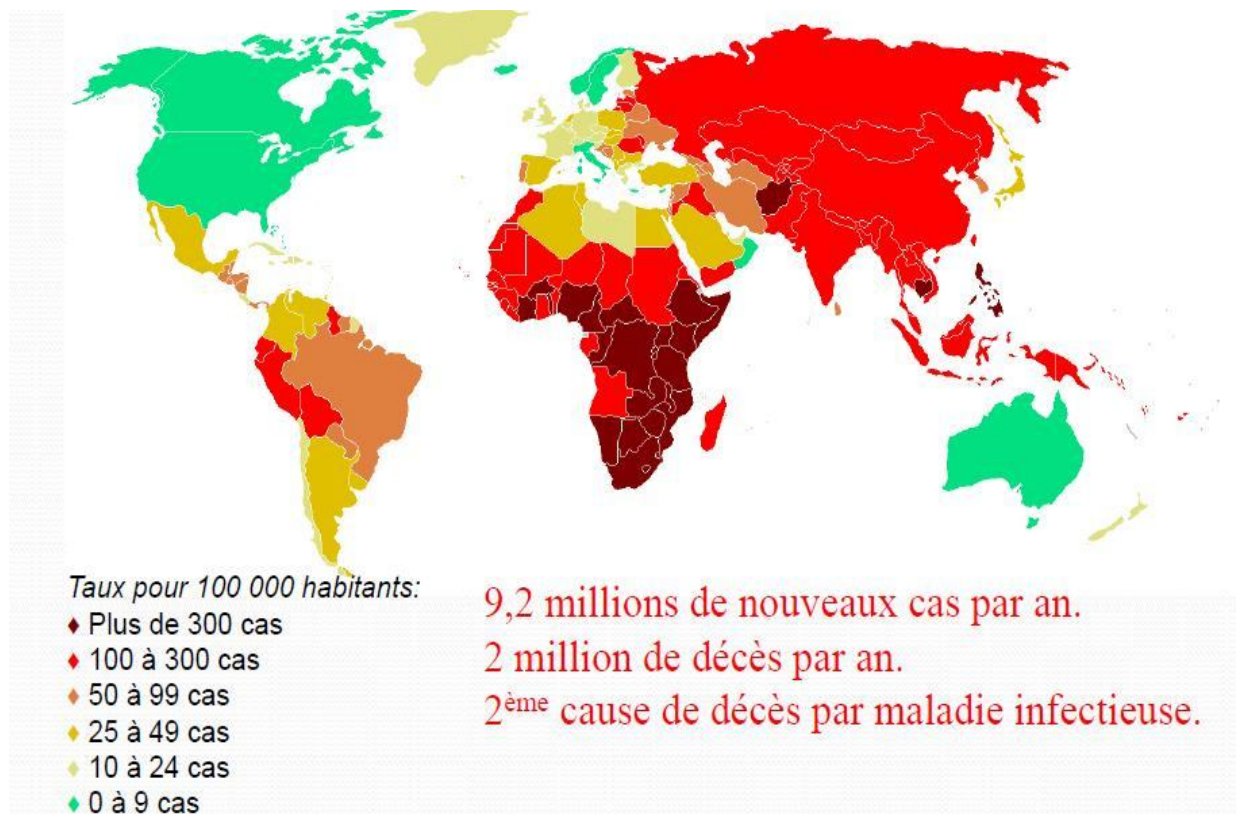 Taux pour 100 000 habitants:
♦ Plus de 300 cas
♦ 100 à 300 cas
♦ 50 à 99 cas
♦ 25 à 49 cas
♦ 10 à 24 cas
♦ 0 à 9 cas
9,2 millions de nouveaux cas par an.
2 million de décès par an.
2ème cause de décès par maladie infectieuse.